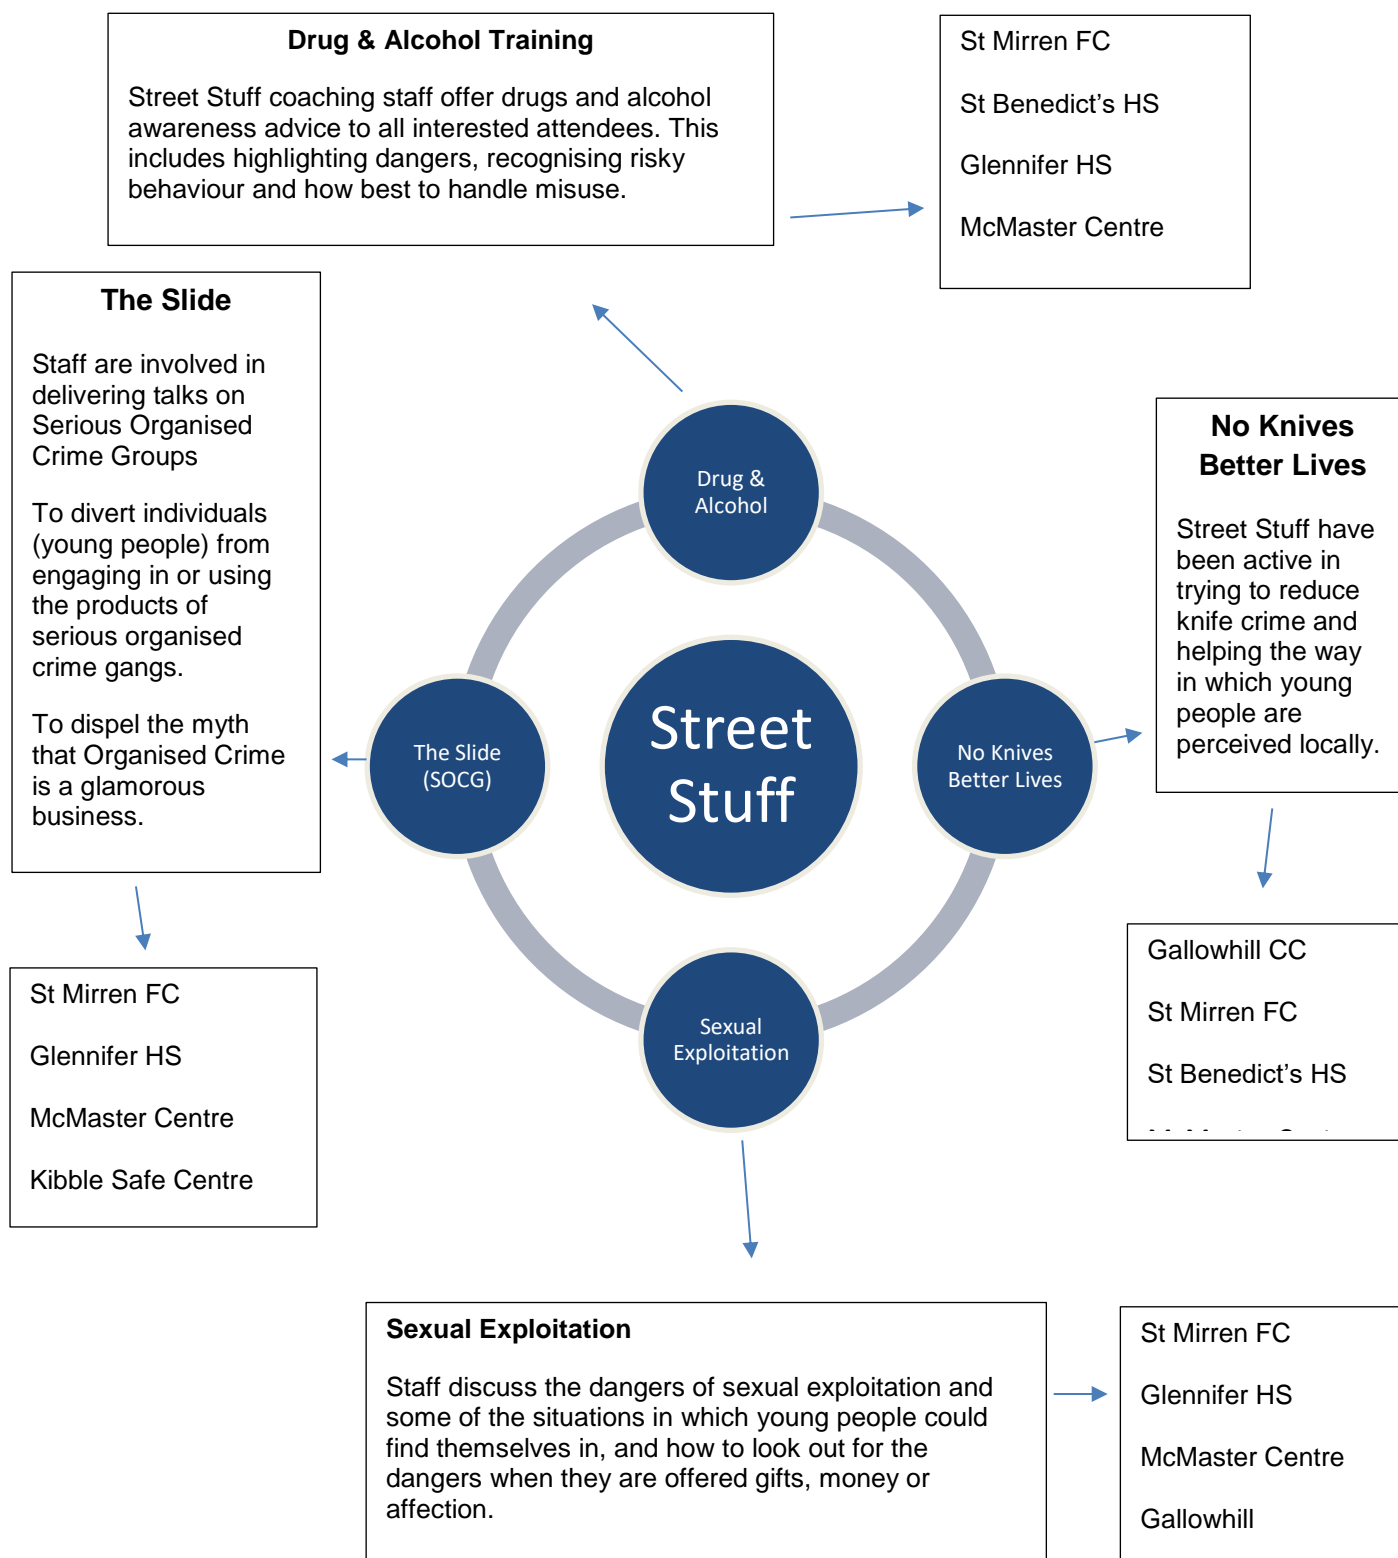 Drug & Alcohol Training
Street Stuff coaching staff offer drugs and alcohol
awareness advice to all interested attendees. This
includes highlighting dangers, recognising risky
behaviour and how best to handle misuse.
St Mirren FC
St Benedict's HS
Glennifer HS
McMaster Centre
The Slide
Staff are involved in
delivering talks on
Serious Organised
Crime Groups
To divert individuals
(young people) from
engaging in or using
the products of
serious organised
crime gangs.
To dispel the myth
that Organised Crime
is a glamorous
business.
Drug &
Alcohol
No Knives
Better Lives
Street Stuff have
been active in
trying to reduce
knife crime and
helping the way
in which young
people are
perceived locally.
The Slide
(SOCG)
Street
Stuff
No Knives
Better Lives
Sexual
Exploitation
St Mirren FC
Glennifer HS
McMaster Centre
Kibble Safe Centre
Gallowhill CC
St Mirren FC
St Benedict's HS
Sexual Exploitation
Staff discuss the dangers of sexual exploitation and
some of the situations in which young people could
find themselves in, and how to look out for the
dangers when they are offered gifts, money or
affection.
St Mirren FC
Glennifer HS
McMaster Centre
Gallowhill